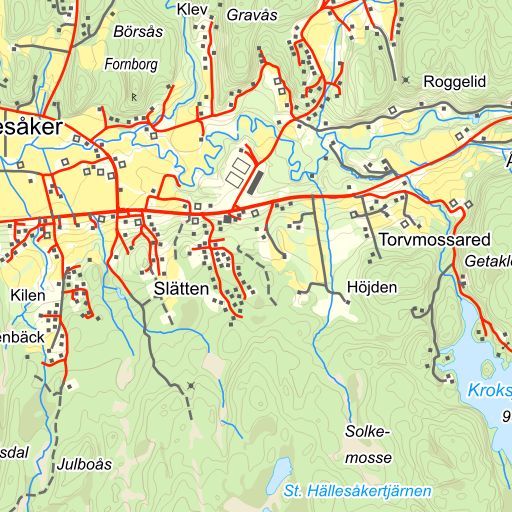 Klev
Gravås
Börsås
Fornborg
Roggelid
esåker
Torvmossared
Getakl
Kilen
Slätten
Höjden
enbäck
Kroks
9
Solke-
mosse
sdal
Julboås
St. Hällesåkertjärnen